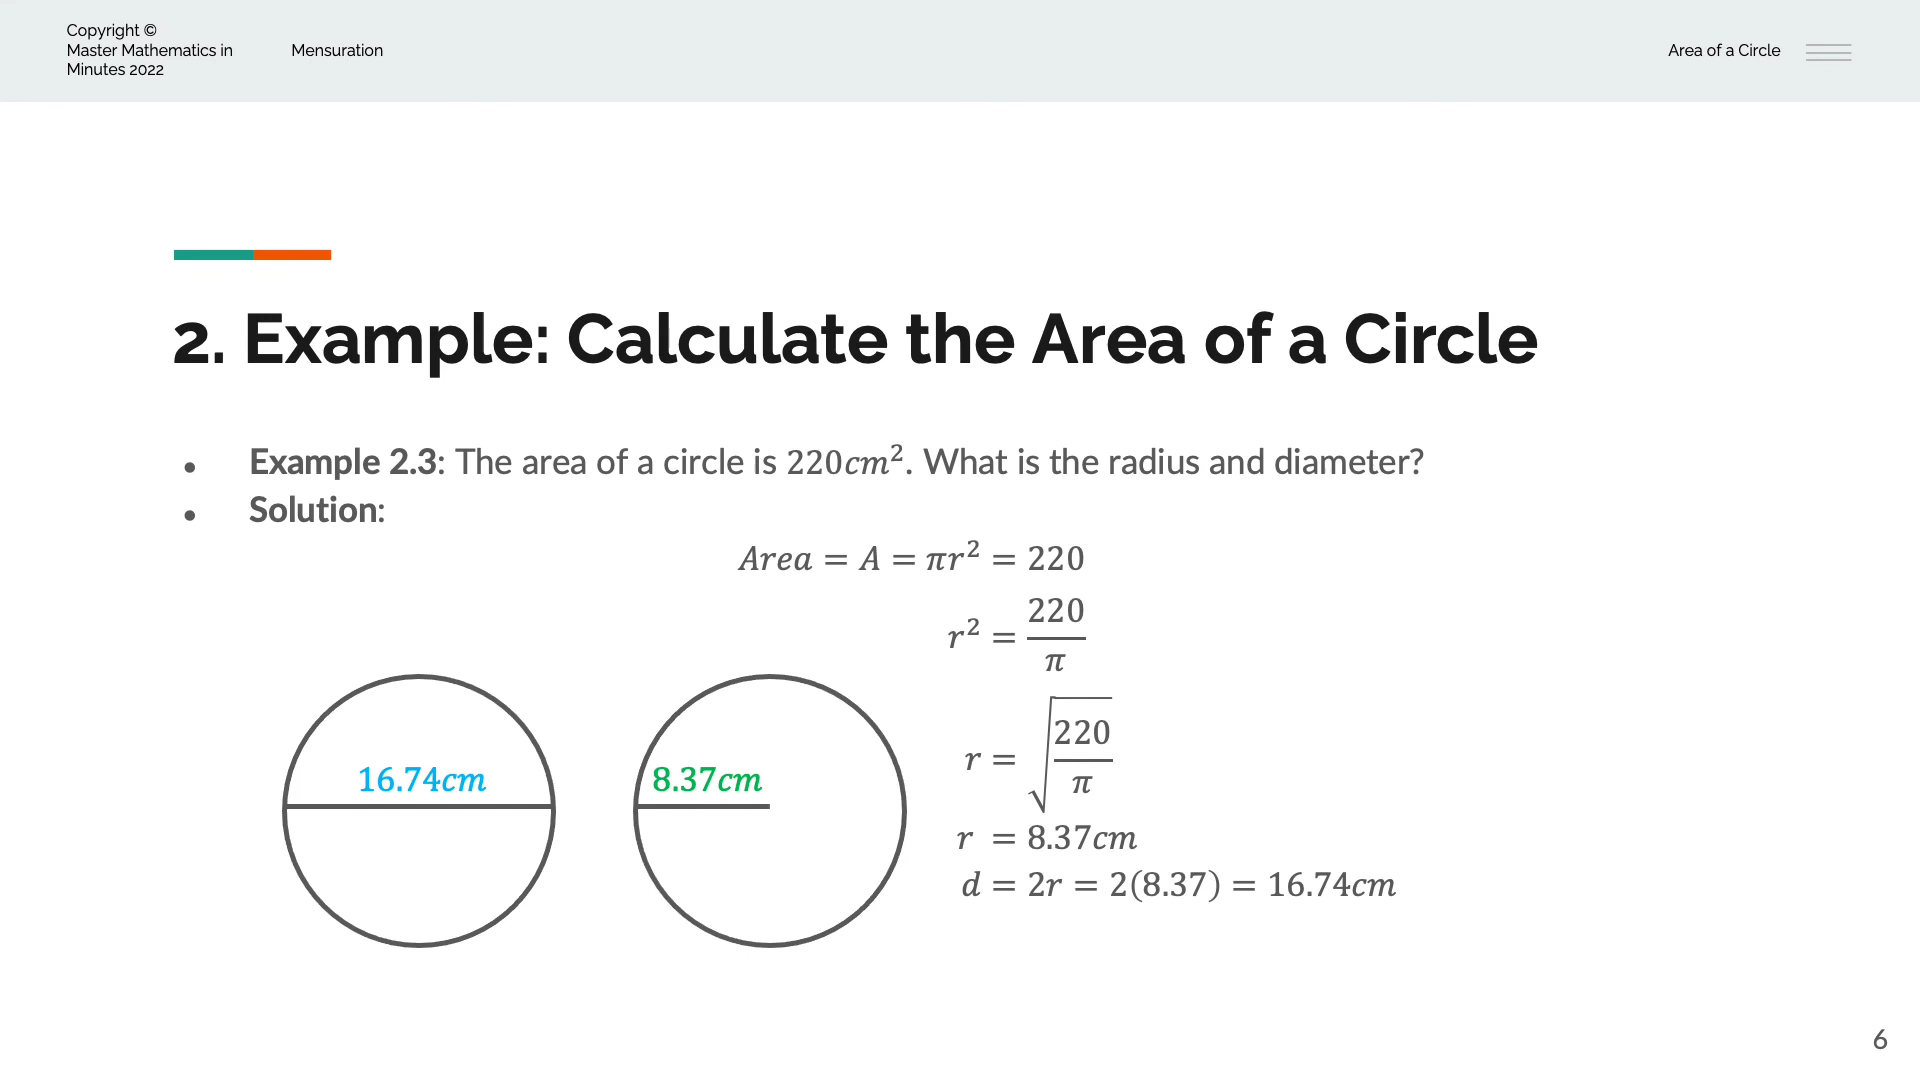 Copyright ©
Master Mathematics in
Minutes 2022
Mensuration
Area of a Circle
2. Example: Calculate the Area of a Circle
● Example 2.3: The area of a circle is 220cm². What is the radius and diameter?
● Solution:
Area = A = πr² = 220
r² = 220/π
r = √(220/π)
r = 8.37cm
d = 2r = 2(8.37) = 16.74cm
16.74cm
8.37cm
6